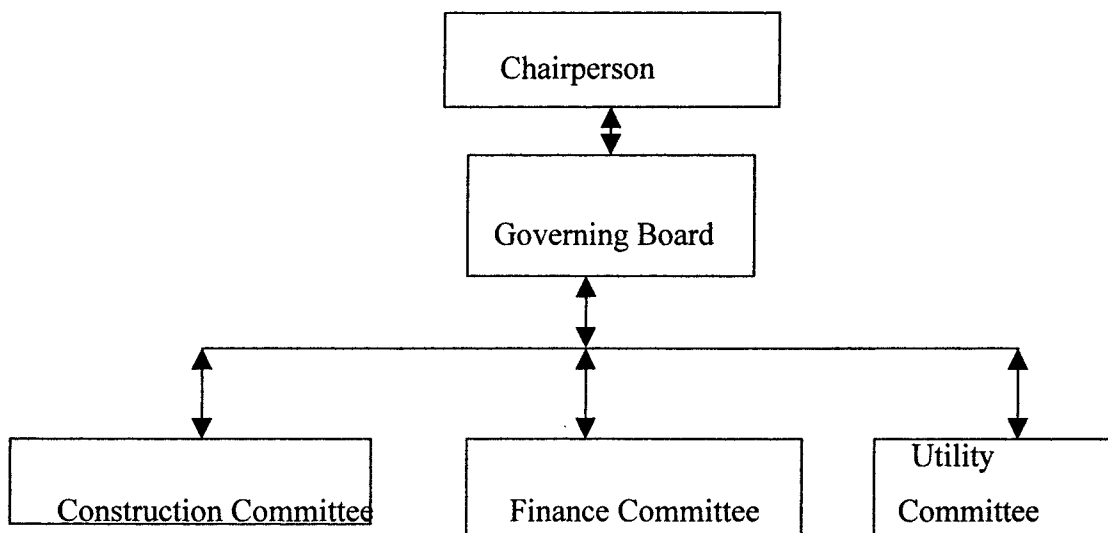 Chairperson
Governing Board
Construction Committee
Finance Committee
Utility
Committee